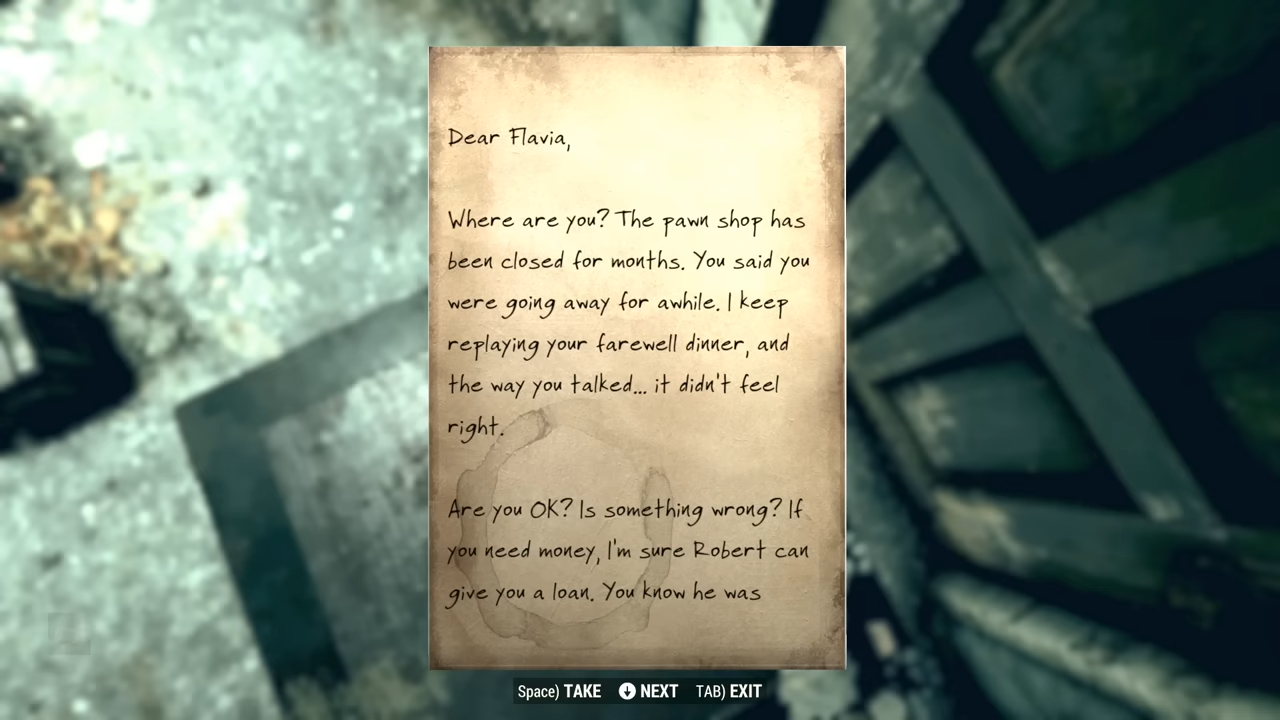 Dear Flavia,
Where are you? The pawn shop has
been closed for months. You said you
were going away for awhile. I keep
replaying your farewell dinner, and
the way you talked... it didn't feel
right.
Are you OK? Is something wrong? If
you need money, I'm sure Robert can
give you a loan. You know he was
Space) TAKE NEXT TAB) EXIT